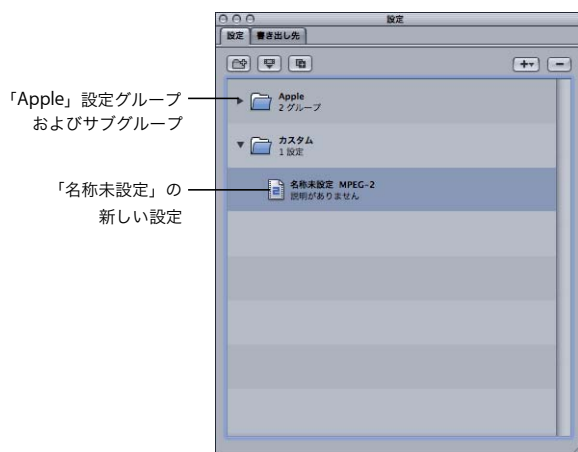 設定
設定 書き出し先
「Apple」設定グループ
およびサブグループ
Apple
2 グループ
カスタム
1 設定
「名称未設定」の
新しい設定
名称未設定 MPEG-2
説明がありません